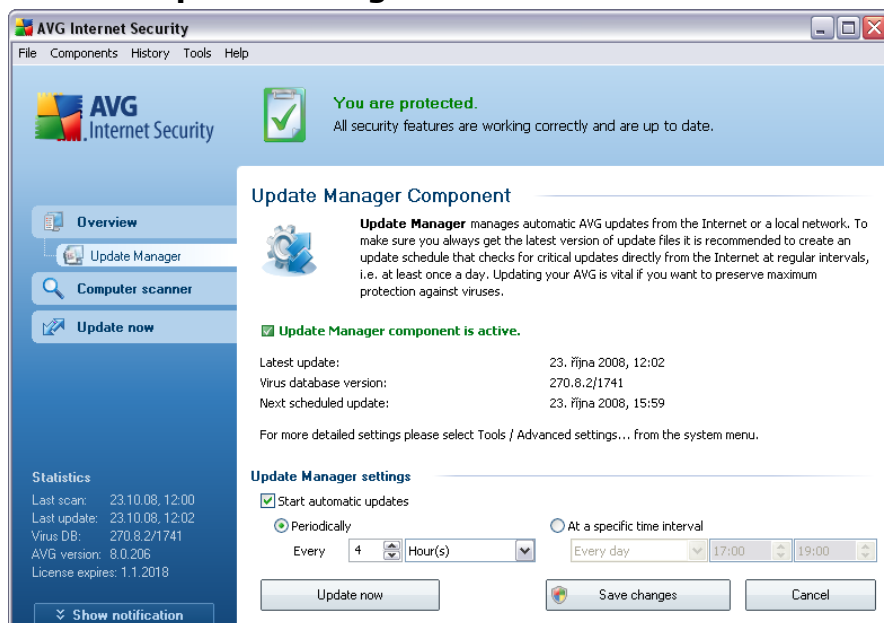 AVG Internet Security
File Components History Tools Help
AVG
Internet Security
You are protected.
All security features are working correctly and are up to date.
Overview
Update Manager
Computer scanner
Update now
Update Manager Component
Update Manager manages automatic AVG updates from the Internet or a local network. To
make sure you always get the latest version of update files it is recommended to create an
update schedule that checks for critical updates directly from the Internet at regular intervals,
i.e. at least once a day. Updating your AVG is vital if you want to preserve maximum
protection against viruses.
Update Manager component is active.
Latest update: 23. října 2008, 12:02
Virus database version: 270.8.2/1741
Next scheduled update: 23. října 2008, 15:59
For more detailed settings please select Tools / Advanced settings... from the system menu.
Update Manager settings
Start automatic updates
Periodically
Every 4 Hour(s)
At a specific time interval
Every day 17:00 19:00
Update now
Save changes
Cancel
Statistics
Last scan: 23.10.08, 12:00
Last update: 23.10.08, 12:02
Virus DB: 270.8.2/1741
AVG version: 8.0.206
License expires: 1.1.2018
Show notification